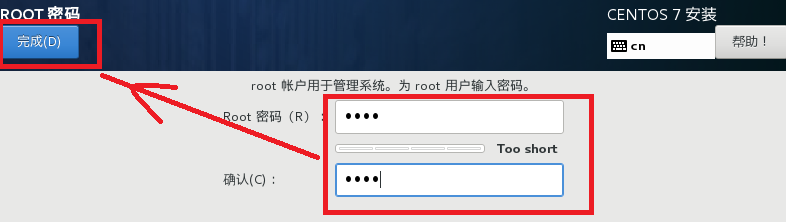 ROOT 密码
CENTOS 7 安装
完成(D)
cn
帮助！
root 帐户用于管理系统。为 root 用户输入密码。
Root 密码（R）：
••••
Too short
确认(C)：
••••